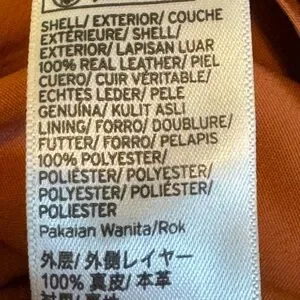 SHELL/ EXTERIOR/ COUCHE
EXTÉRIEURE/ SHELL/
EXTERIOR/ LAPISAN LUAR
100% REAL LEATHER/ PIEL
CUERO/ CUIR VÉRITABLE/
ECHTES LEDER/ PELE
GENUÍNA/ KULIT ASLI
LINING/ FORRO/ DOUBLURE/
FUTTER/ FORRO/ PELAPIS
100% POLYESTER/
POLIÉSTER/ POLYESTER/
POLYESTER/ POLIÉSTER/
POLIESTER
Pakaian Wanita/Rok
外層/ 外側レイヤー
100% 真皮/ 本革